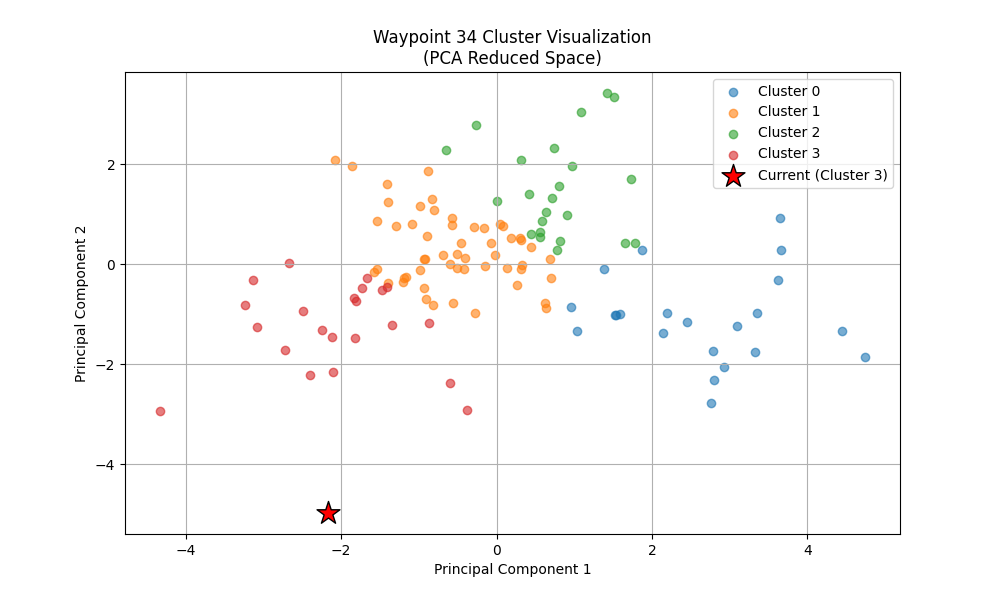 Waypoint 34 Cluster Visualization
(PCA Reduced Space)
Cluster 0
Cluster 1
Cluster 2
Cluster 3
Current (Cluster 3)
Principal Component 2
2
0
−2
−4
−4
−2
0
2
4
Principal Component 1